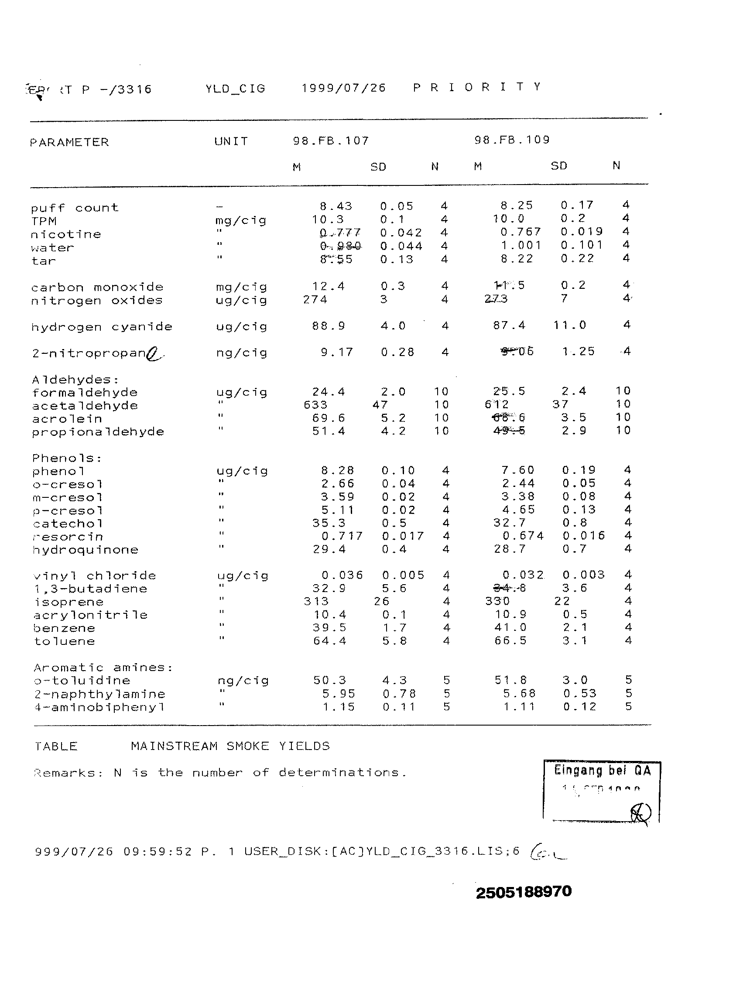 P -/3316 YLD_CIG 1999/07/26 P R I O R I T Y
PARAMETER UNIT 98.FB.107 98.FB.109
M SD N M SD N
puff count - 8.43 0.05 4 8.25 0.17 4
TPM mg/cig 10.3 0.1 4 10.0 0.2 4
nicotine " 0.777 0.042 4 0.767 0.019 4
water " 0.980 0.044 4 1.001 0.101 4
tar " 8.55 0.13 4 8.22 0.22 4
carbon monoxide mg/cig 12.4 0.3 4 11.5 0.2 4
nitrogen oxides ug/cig 274 3 4 273 7 4
hydrogen cyanide ug/cig 88.9 4.0 4 87.4 11.0 4
2-nitropropane ng/cig 9.17 0.28 4 9.06 1.25 4
Aldehydes:
formaldehyde ug/cig 24.4 2.0 10 25.5 2.4 10
acetaldehyde " 633 47 10 612 37 10
acrolein " 69.6 5.2 10 68.6 3.5 10
propionaldehyde " 51.4 4.2 10 49.5 2.9 10
Phenols:
phenol ug/cig 8.28 0.10 4 7.60 0.19 4
o-cresol " 2.66 0.04 4 2.44 0.05 4
m-cresol " 3.59 0.02 4 3.38 0.08 4
p-cresol " 5.11 0.02 4 4.65 0.13 4
catechol " 35.3 0.5 4 32.7 0.8 4
resorcin " 0.717 0.017 4 0.674 0.016 4
hydroquinone " 29.4 0.4 4 28.7 0.7 4
vinyl chloride ug/cig 0.036 0.005 4 0.032 0.003 4
1,3-butadiene " 32.9 5.6 4 34.8 3.6 4
isoprene " 313 26 4 330 22 4
acrylonitrile " 10.4 0.1 4 10.9 0.5 4
benzene " 39.5 1.7 4 41.0 2.1 4
toluene " 64.4 5.8 4 66.5 3.1 4
Aromatic amines:
o-toluidine ng/cig 50.3 4.3 5 51.8 3.0 5
2-naphthylamine " 5.95 0.78 5 5.68 0.53 5
4-aminobiphenyl " 1.15 0.11 5 1.11 0.12 5
TABLE MAINSTREAM SMOKE YIELDS
Remarks: N is the number of determinations.
Eingang bei QA
999/07/26 09:59:52 P. 1 USER_DISK:[AC]YLD_CIG_3316.LIS;6
2505188970